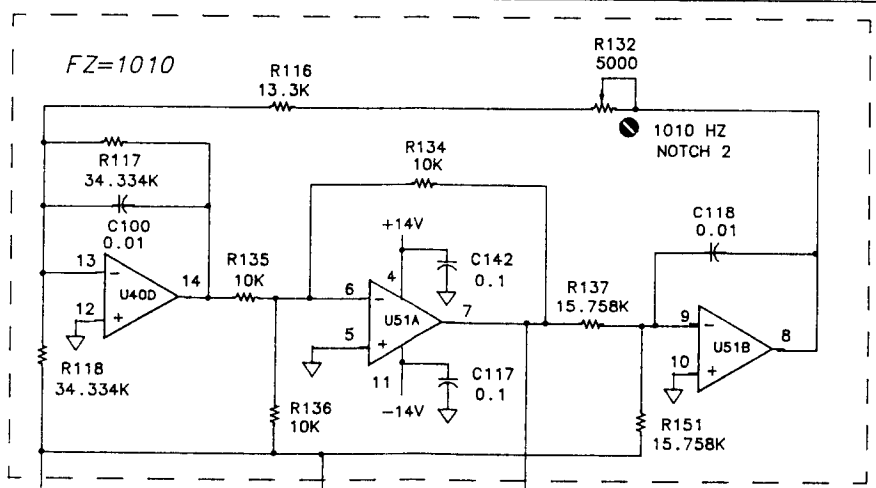 FZ=1010
R116
13.3K
R132
5000
1010 HZ
NOTCH 2
R117
34.334K
C100
0.01
R134
10K
+14V
C142
0.1
C118
0.01
13
14
12
U40D
R135
10K
6
4
7
5
U51A
11
-14V
C117
0.1
R137
15.758K
9
8
10
U51B
R118
34.334K
R136
10K
R151
15.758K